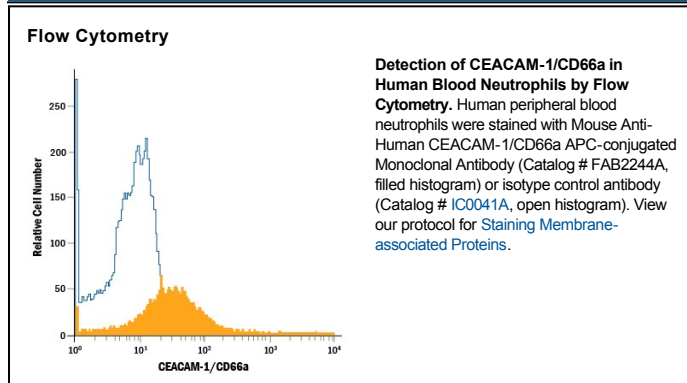 Flow Cytometry
250
200
150
100
50
0
Relative Cell Number
10⁰ 10¹ 10² 10³ 10⁴
CEACAM-1/CD66a
Detection of CEACAM-1/CD66a in
Human Blood Neutrophils by Flow
Cytometry. Human peripheral blood
neutrophils were stained with Mouse Anti-
Human CEACAM-1/CD66a APC-conjugated
Monoclonal Antibody (Catalog # FAB2244A,
filled histogram) or isotype control antibody
(Catalog # IC0041A, open histogram). View
our protocol for Staining Membrane-
associated Proteins.